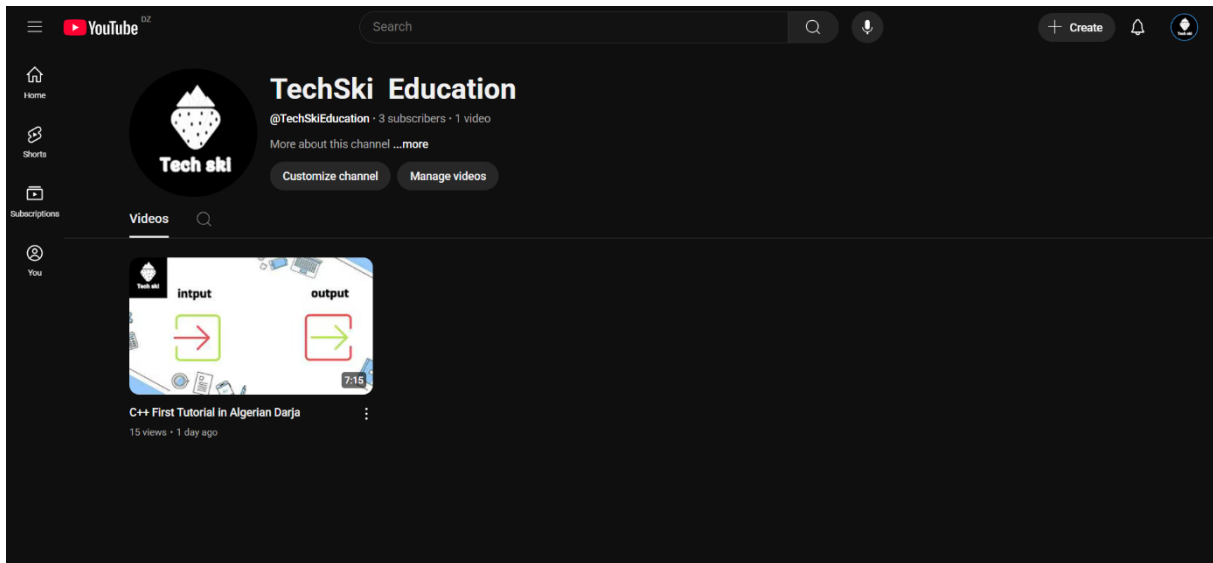 YouTube DZ
Search
Create
Home
Shorts
Subscriptions
You
Tech ski
TechSki Education
@TechSkiEducation • 3 subscribers • 1 video
More about this channel ...more
Customize channel
Manage videos
Videos
Tech ski
intput
output
7:15
C++ First Tutorial in Algerian Darja
15 views • 1 day ago